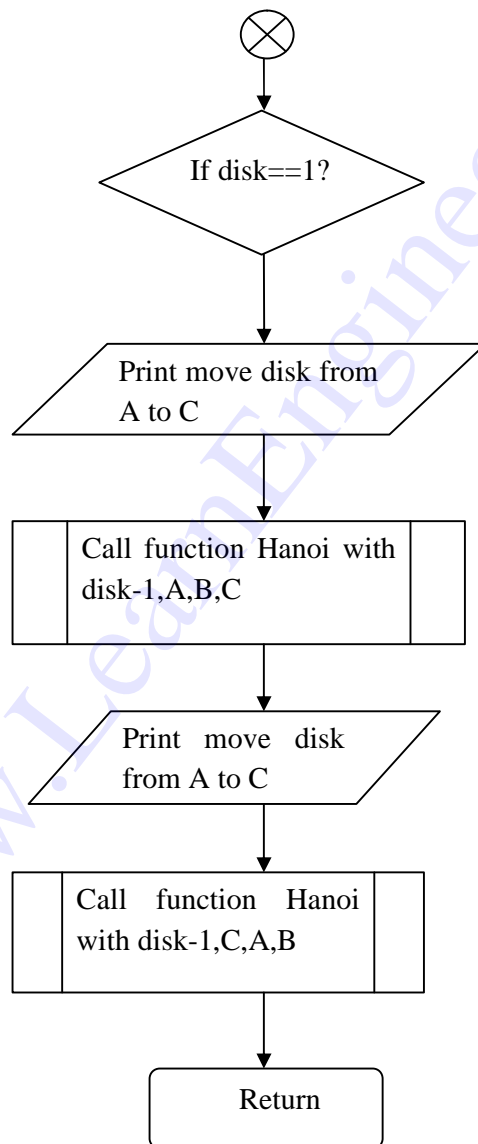 If disk==1?
Print move disk from
A to C
Call function Hanoi with
disk-1,A,B,C
Print move disk
from A to C
Call function Hanoi
with disk-1,C,A,B
Return
w.LearnEnginee